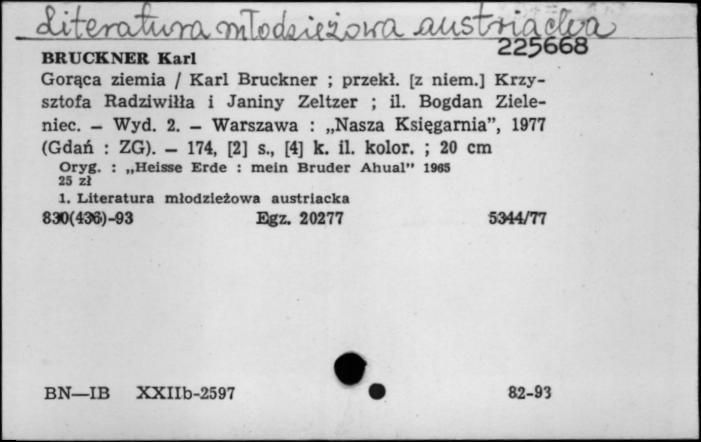 Literatura młodzieżowa austriacka
225668
BRUCKNER Karl
Gorąca ziemia / Karl Bruckner ; przekł. [z niem.] Krzy-
sztofa Radziwiłła i Janiny Zeltzer ; il. Bogdan Ziele-
niec. — Wyd. 2. — Warszawa : „Nasza Księgarnia”, 1977
(Gdań : ZG). — 174, [2] s., [4] k. il. kolor. ; 20 cm
Oryg. : „Heisse Erde : mein Bruder Ahual” 1965
25 zł
1. Literatura młodzieżowa austriacka
830(436)-93 Egz. 20277 5344/77
BN—IB XXIIb-2597 82-93